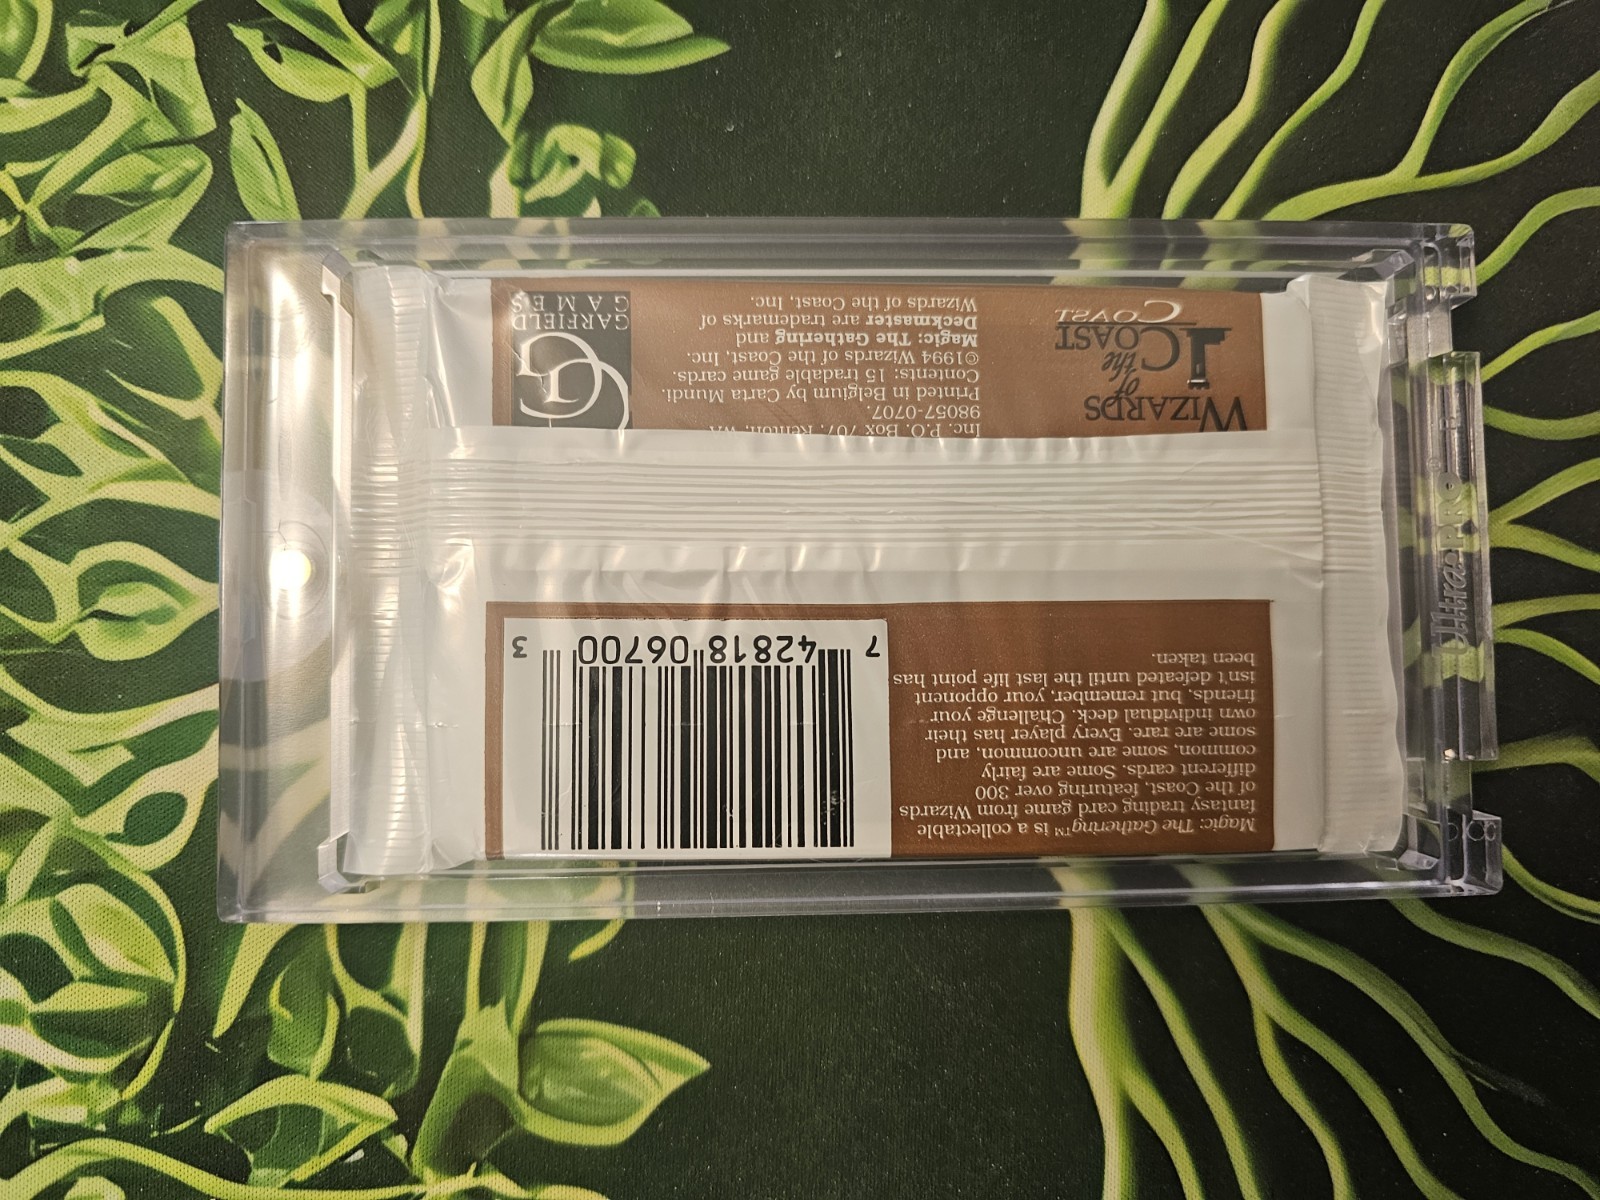 Magic: The Gathering™ is a collectable
fantasy trading card game from Wizards
of the Coast, featuring over 300
different cards. Some are fairly
common, some are uncommon, and
some are rare. Every player has their
own individual deck. Challenge your
friends, but remember, your opponent
isn't defeated until the last life point has
been taken.
7 42818 06700 3
WIZARDS
of
the
COAST
COAST
Inc. P.O. Box 707, Renton, WA
98057-0707.
Printed in Belgium by Carta Mundi.
Contents: 15 tradable game cards.
©1994 Wizards of the Coast, Inc.
Magic: The Gathering and
Deckmaster are trademarks of
Wizards of the Coast, Inc.
GG
GARFIELD
GAMES
Ultra PRO®